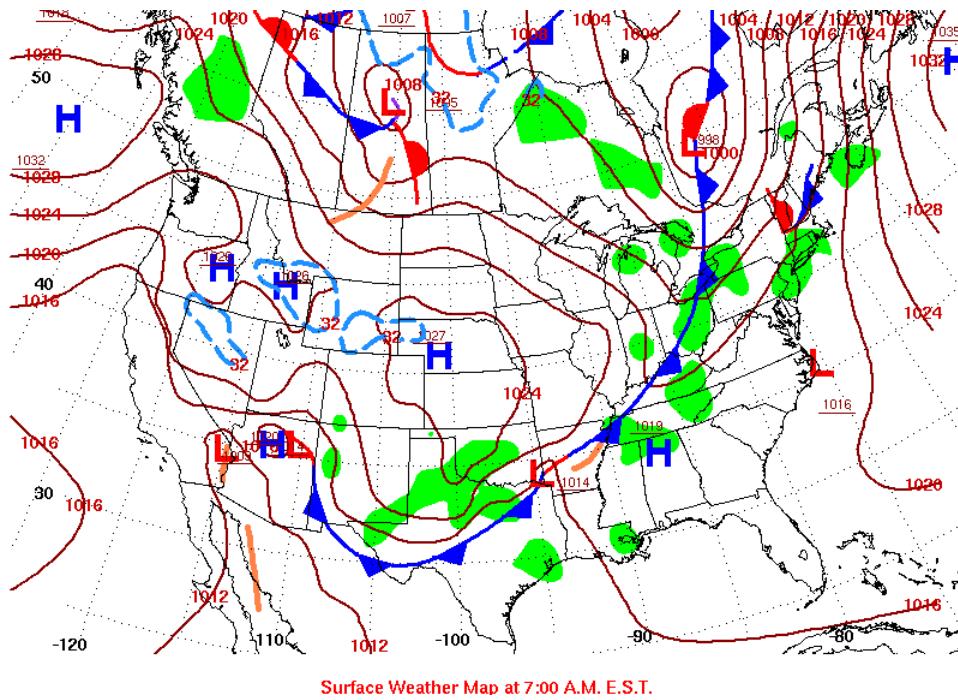 1020 1012 1007 1004 1004 1012 1020 1028
1024 1016 1008 1000 1008 1016 1024 1035
1028 1032 H
50 1008
L 32 1005 32
H L 998
1000
1032
1028
1024 1028
1020 1026 H 1026 H
40
1016 32 32 1027 H 1024
32 1024 L
1016
1016 1019 H
L H L
L 1014
30 1020
1016
1012 1016
1012
-120 -110 -100 -90 -80
Surface Weather Map at 7:00 A.M. E.S.T.